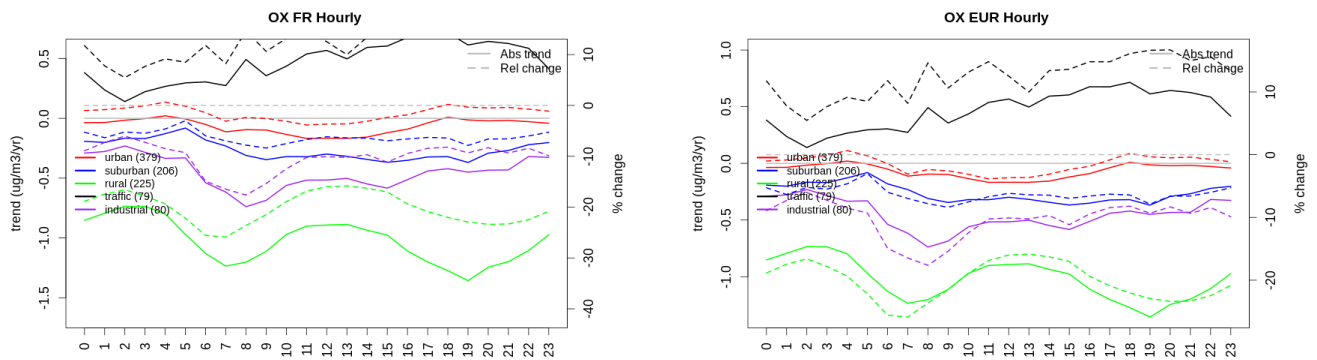 OX FR Hourly
trend (ug/m3/yr)
0.5
0.0
-0.5
-1.0
-1.5
Abs trend
Rel change
urban (379)
suburban (206)
rural (225)
traffic (79)
industrial (80)
10
0
-10
-20
-30
-40
% change
0 1 2 3 4 5 6 7 8 9 10 11 12 13 14 15 16 17 18 19 20 21 22 23
OX EUR Hourly
trend (ug/m3/yr)
1.0
0.5
0.0
-0.5
-1.0
Abs trend
Rel change
urban (379)
suburban (206)
rural (225)
traffic (79)
industrial (80)
10
0
-10
-20
% change
0 1 2 3 4 5 6 7 8 9 10 11 12 13 14 15 16 17 18 19 20 21 22 23